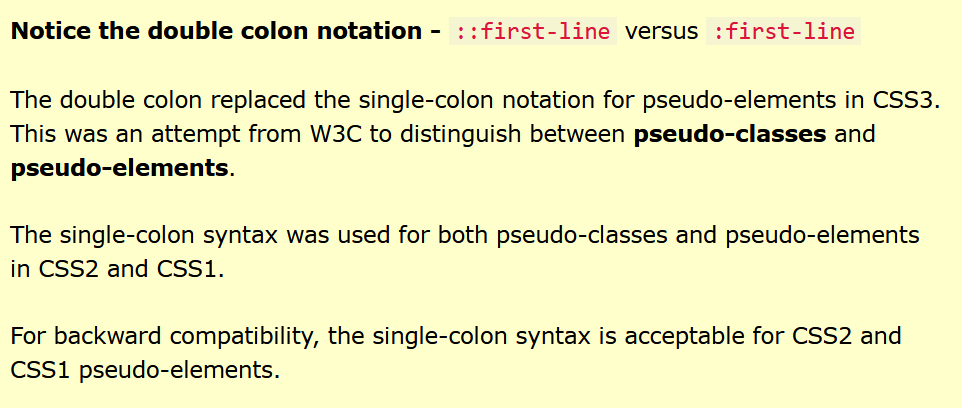 Notice the double colon notation - ::first-line versus :first-line
The double colon replaced the single-colon notation for pseudo-elements in CSS3.
This was an attempt from W3C to distinguish between pseudo-classes and
pseudo-elements.
The single-colon syntax was used for both pseudo-classes and pseudo-elements
in CSS2 and CSS1.
For backward compatibility, the single-colon syntax is acceptable for CSS2 and
CSS1 pseudo-elements.